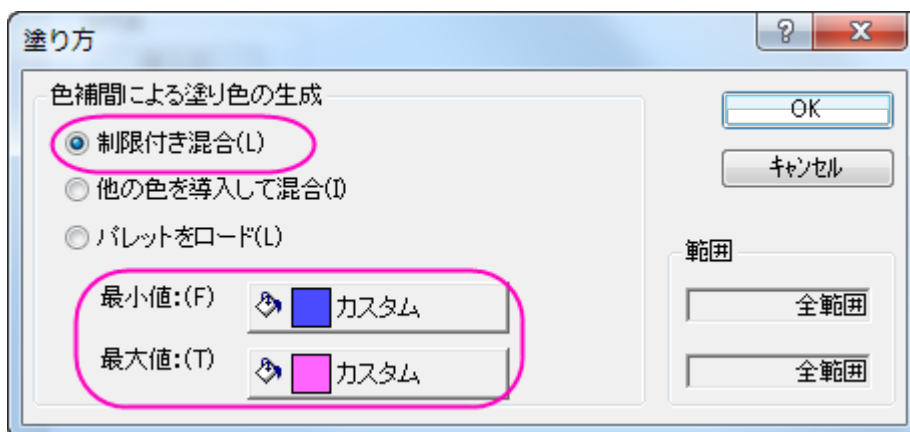 塗り方
色補間による塗り色の生成
制限付き混合(L)
他の色を導入して混合(I)
パレットをロード(L)
最小値:(F) カスタム
最大値:(T) カスタム
OK
キャンセル
範囲
全範囲
全範囲